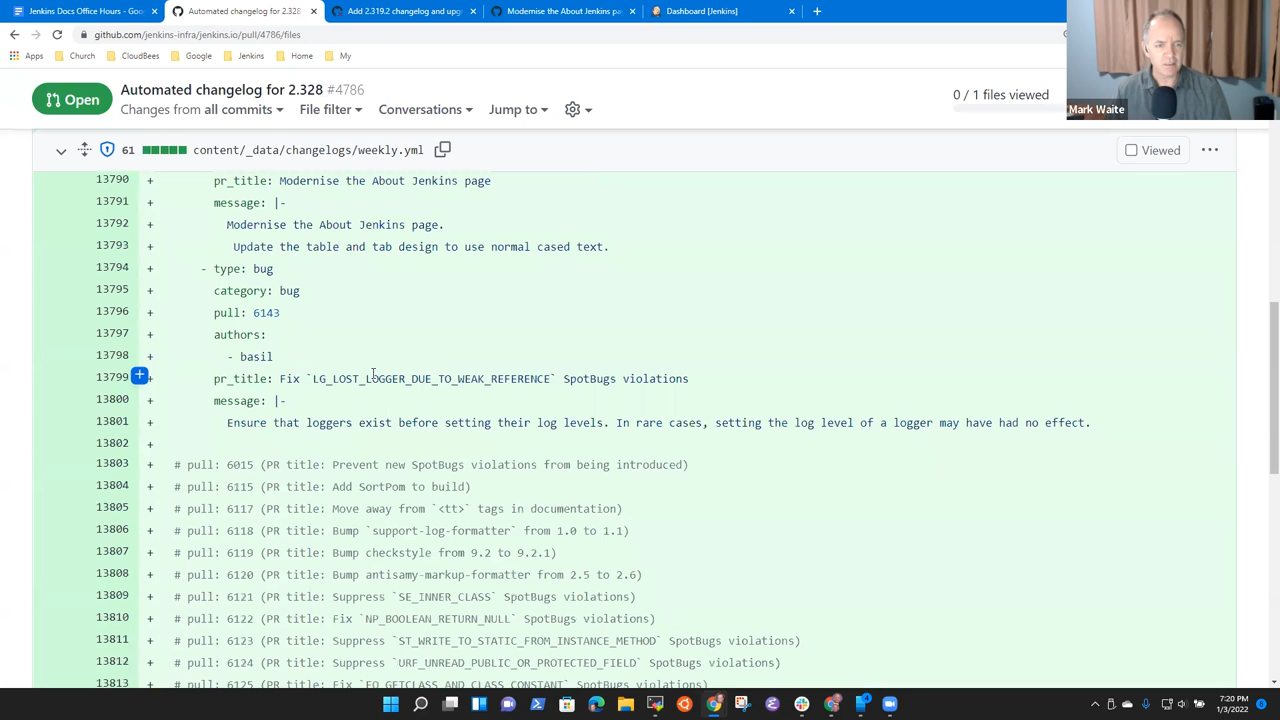 Jenkins Docs Office Hours - Goo
Automated changelog for 2.328
Add 2.319.2 changelog and upg
Modernise the About Jenkins pa
Dashboard [Jenkins]
github.com/jenkins-infra/jenkins.io/pull/4786/files
Apps
Church
CloudBees
Google
Jenkins
Home
My
Mark Waite
Open
Automated changelog for 2.328 #4786
Changes from all commits
File filter
Conversations
Jump to
0 / 1 files viewed
61 content/_data/changelogs/weekly.yml
Viewed
13790 + pr_title: Modernise the About Jenkins page
13791 + message: |-
13792 + Modernise the About Jenkins page.
13793 + Update the table and tab design to use normal cased text.
13794 + - type: bug
13795 + category: bug
13796 + pull: 6143
13797 + authors:
13798 + - basil
13799 + pr_title: Fix `LG_LOST_LOGGER_DUE_TO_WEAK_REFERENCE` SpotBugs violations
13800 + message: |-
13801 + Ensure that loggers exist before setting their log levels. In rare cases, setting the log level of a logger may have had no effect.
13802 +
13803 + # pull: 6015 (PR title: Prevent new SpotBugs violations from being introduced)
13804 + # pull: 6115 (PR title: Add SortPom to build)
13805 + # pull: 6117 (PR title: Move away from `<tt>` tags in documentation)
13806 + # pull: 6118 (PR title: Bump `support-log-formatter` from 1.0 to 1.1)
13807 + # pull: 6119 (PR title: Bump checkstyle from 9.2 to 9.2.1)
13808 + # pull: 6120 (PR title: Bump antisamy-markup-formatter from 2.5 to 2.6)
13809 + # pull: 6121 (PR title: Suppress `SE_INNER_CLASS` SpotBugs violations)
13810 + # pull: 6122 (PR title: Fix `NP_BOOLEAN_RETURN_NULL` SpotBugs violations)
13811 + # pull: 6123 (PR title: Suppress `ST_WRITE_TO_STATIC_FROM_INSTANCE_METHOD` SpotBugs violations)
13812 + # pull: 6124 (PR title: Suppress `URF_UNREAD_PUBLIC_OR_PROTECTED_FIELD` SpotBugs violations)
13813 + # pull: 6125 (PR title: Fix `EQ_GETCLASS_AND_CLASS_CONSTANT` SpotBugs violations)
7:20 PM
1/3/2022